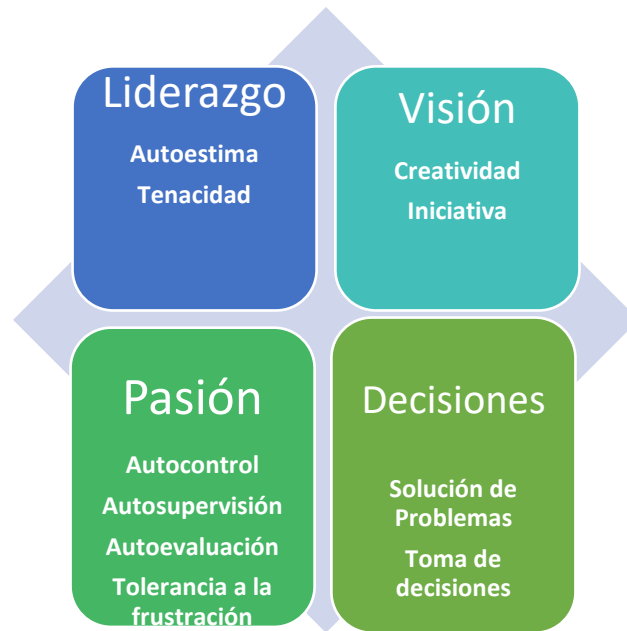 Liderazgo
Autoestima
Tenacidad
Visión
Creatividad
Iniciativa
Pasión
Autocontrol
Autosupervisión
Autoevaluación
Tolerancia a la
frustración
Decisiones
Solución de
Problemas
Toma de
decisiones